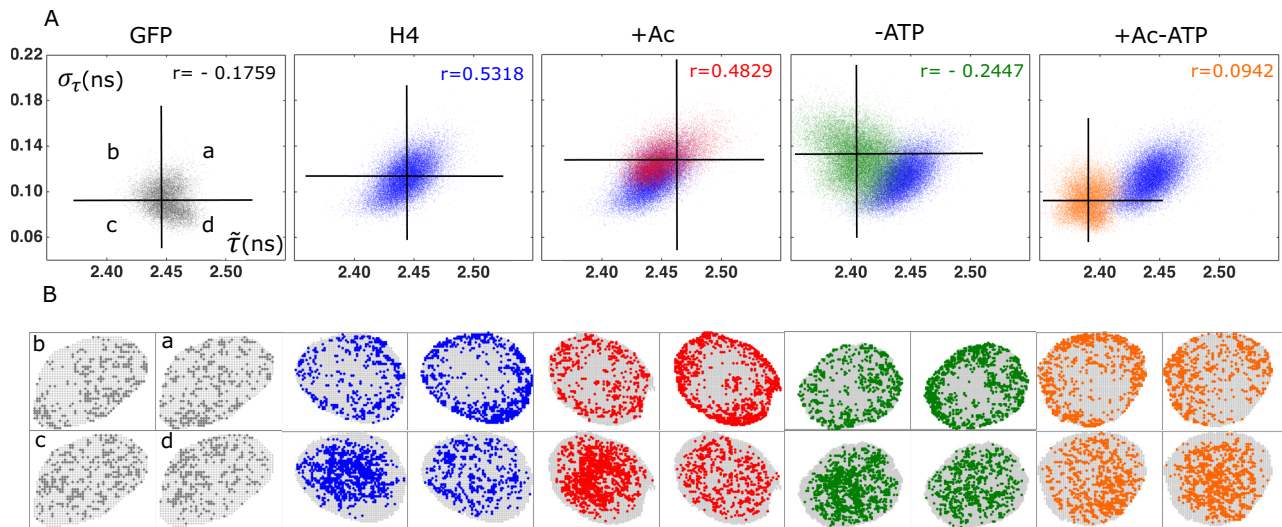 A
GFP H4 +Ac -ATP +Ac-ATP
0.22
0.18
0.14
0.10
0.06
στ(ns)
r= - 0.1759
b a
c d
τ̃(ns)
r=0.5318
r=0.4829
r= - 0.2447
r=0.0942
2.40 2.45 2.50 2.40 2.45 2.50 2.40 2.45 2.50 2.40 2.45 2.50 2.40 2.45 2.50
B
b a
c d